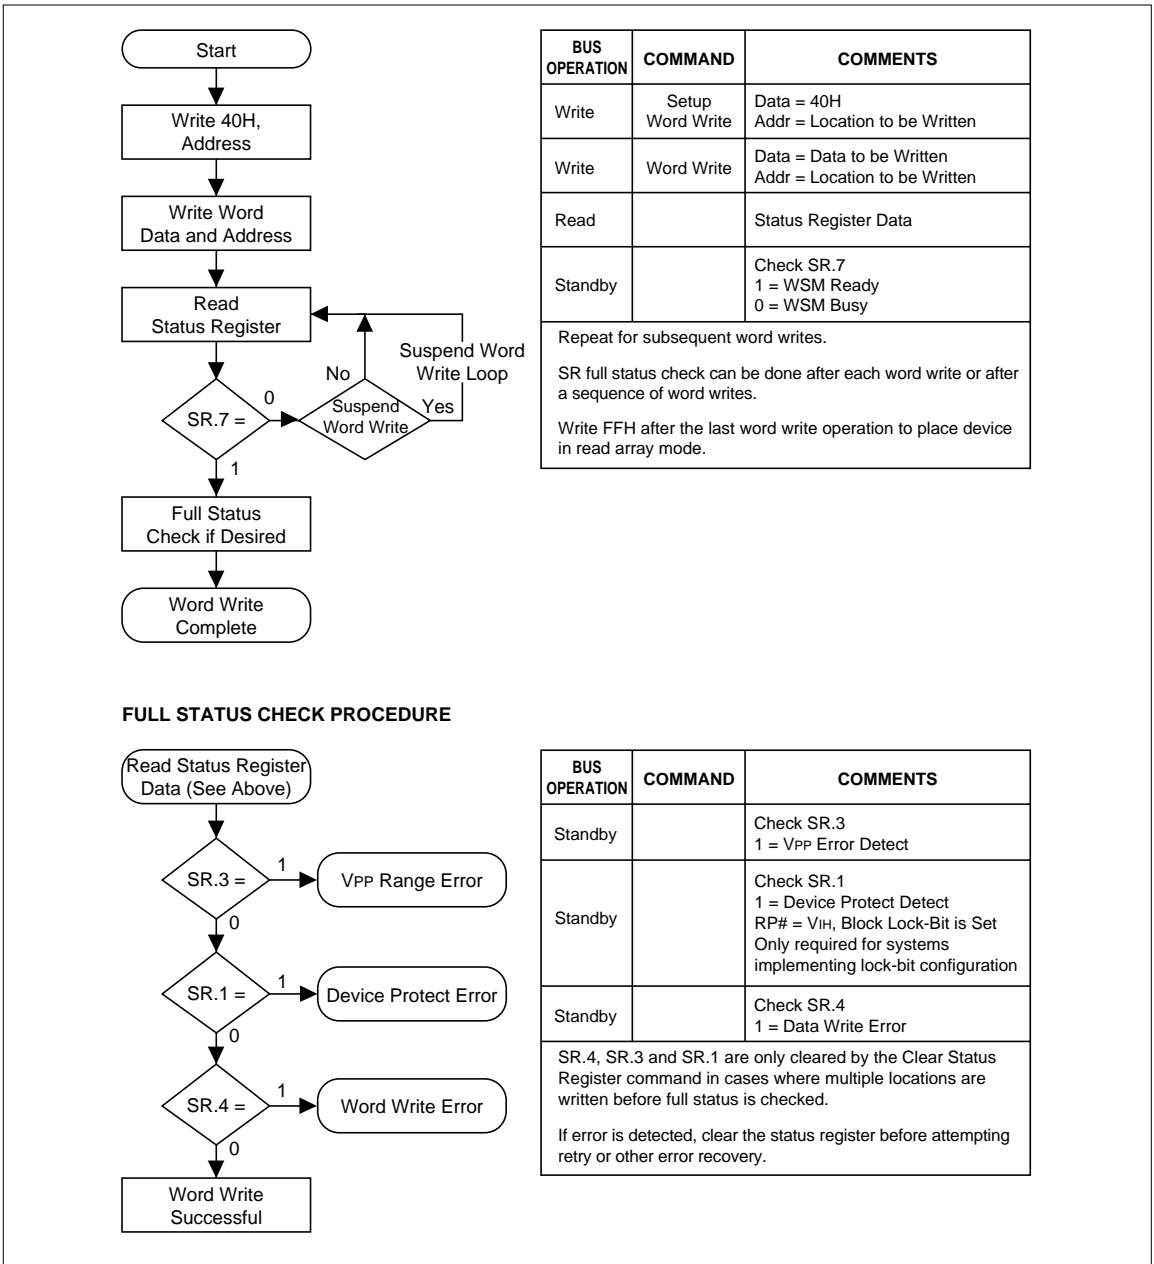 Start
Write 40H,
Address
Write Word
Data and Address
Read
Status Register
Suspend Word
Write Loop
No
SR.7 =
0
Suspend
Word Write
Yes
1
Full Status
Check if Desired
Word Write
Complete
BUS
OPERATION
COMMAND
COMMENTS
Write
Setup
Word Write
Data = 40H
Addr = Location to be Written
Write
Word Write
Data = Data to be Written
Addr = Location to be Written
Read
Status Register Data
Standby
Check SR.7
1 = WSM Ready
0 = WSM Busy
Repeat for subsequent word writes.
SR full status check can be done after each word write or after
a sequence of word writes.
Write FFH after the last word write operation to place device
in read array mode.
FULL STATUS CHECK PROCEDURE
Read Status Register
Data (See Above)
SR.3 =
1
VPP Range Error
0
SR.1 =
1
Device Protect Error
0
SR.4 =
1
Word Write Error
0
Word Write
Successful
BUS
OPERATION
COMMAND
COMMENTS
Standby
Check SR.3
1 = VPP Error Detect
Standby
Check SR.1
1 = Device Protect Detect
RP# = VIH, Block Lock-Bit is Set
Only required for systems
implementing lock-bit configuration
Standby
Check SR.4
1 = Data Write Error
SR.4, SR.3 and SR.1 are only cleared by the Clear Status
Register command in cases where multiple locations are
written before full status is checked.
If error is detected, clear the status register before attempting
retry or other error recovery.